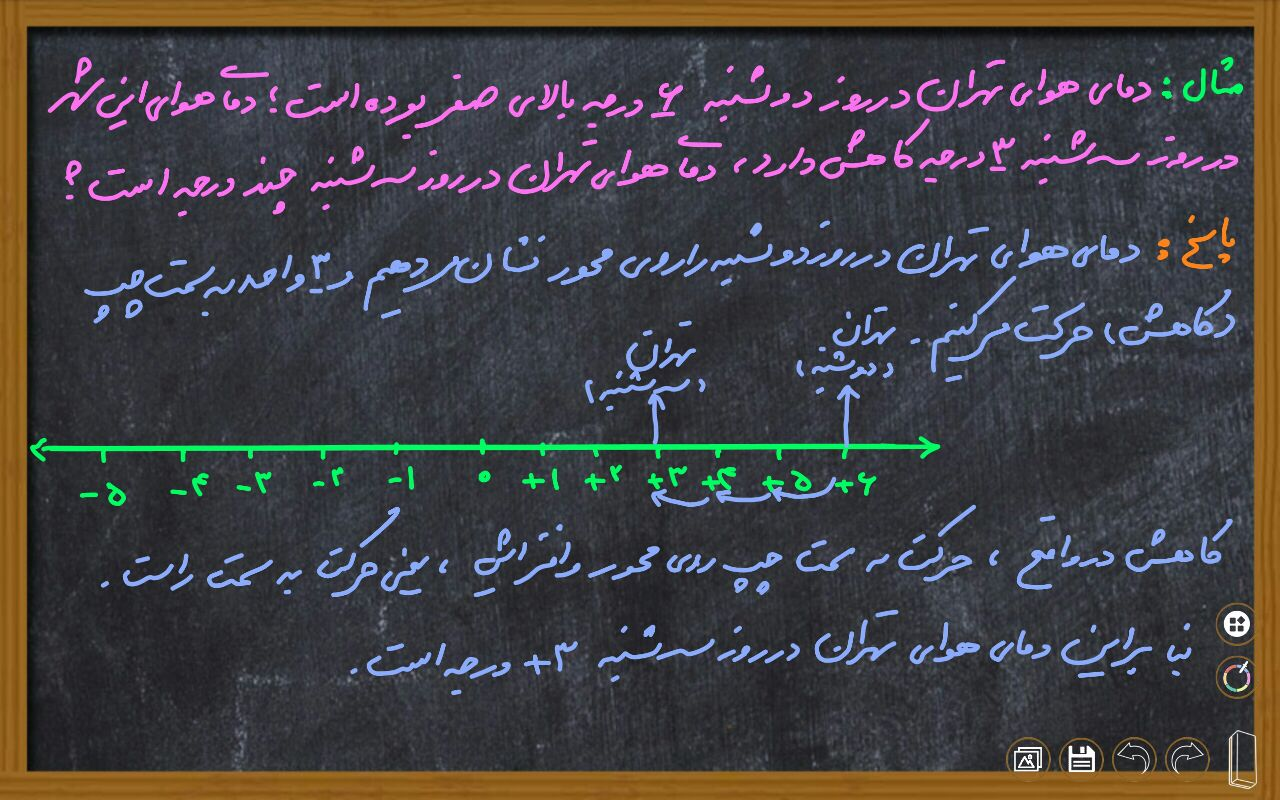 مثال: دمای هوای تهران در روز دوشنبه ۶ درجه بالای صفر بوده است؛ دمآ هوای این شهر
در روز سه‌شنبه ۳ درجه کاهش دارد، دمآ هوای تهران در روز سه‌شنبه چند درجه است؟
پاسخ: دمای هوای تهران در روز دوشنبه را روی محور نشان می‌دهیم و ۳ واحد به سمت چپ
(کاهش) حرکت می‌کنیم.
تهران تهران
(سه‌شنبه) (دوشنبه)
-۵ -۴ -۳ -۲ -۱ ۰ +۱ +۲ +۳ +۴ +۵ +۶
کاهش در واقع، حرکت به سمت چپ روی محور و افزایش، یعنی حرکت به سمت راست.
بنابراین دمای هوای تهران در روز سه‌شنبه +۳ درجه است.